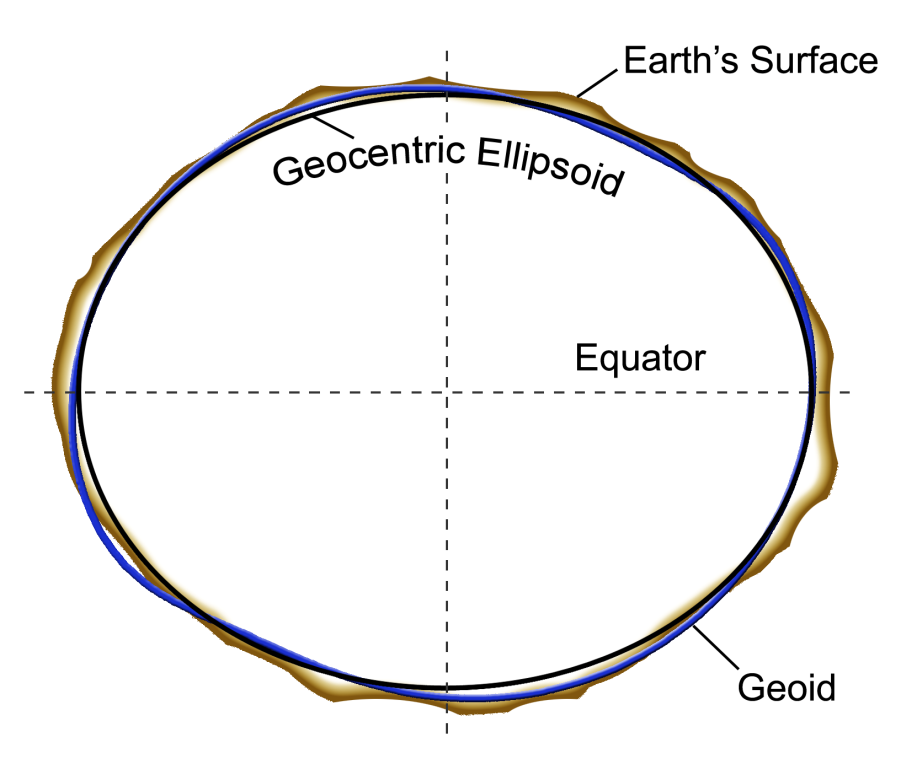 Earth’s Surface
Geocentric Ellipsoid
Equator
Geoid